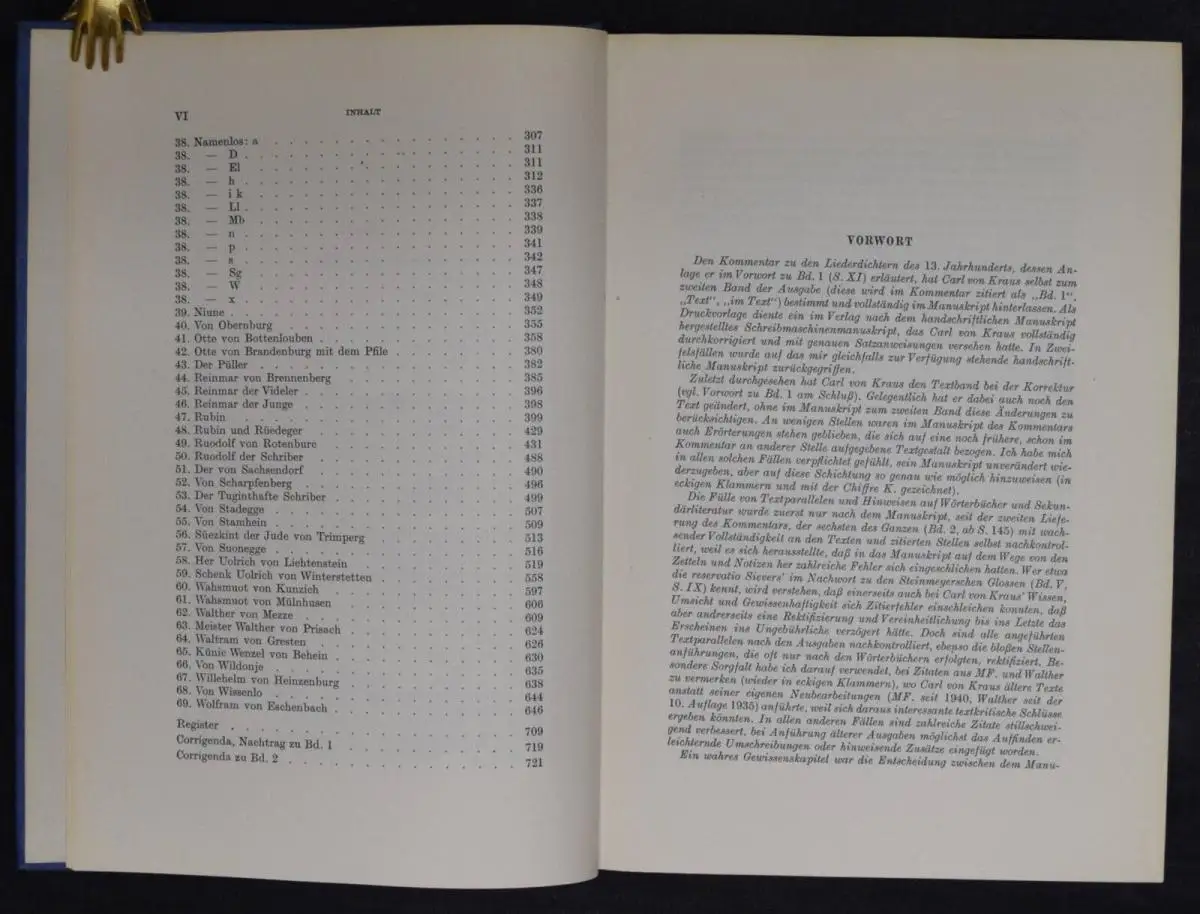 VI INHALT
38. Namenlos: a . . . . . . . . . . . . . . . 307
38. — D . . . . . . . . . . . . . . . 311
38. — El . . . . . . . . . . . . . . . 311
38. — h . . . . . . . . . . . . . . . 312
38. — i k . . . . . . . . . . . . . . . 336
38. — Ll . . . . . . . . . . . . . . . 337
38. — Mb . . . . . . . . . . . . . . . 338
38. — n . . . . . . . . . . . . . . . 339
38. — p . . . . . . . . . . . . . . . 341
38. — s . . . . . . . . . . . . . . . 342
38. — Sg . . . . . . . . . . . . . . . 347
38. — W . . . . . . . . . . . . . . . 348
38. — x . . . . . . . . . . . . . . . 349
39. Niune . . . . . . . . . . . . . . . 352
40. Von Obernburg . . . . . . . . . . . . . 355
41. Otte von Bottenlouben . . . . . . . . . . . 358
42. Otte von Brandenburg mit dem Pfile . . . . . . . . 380
43. Der Püller . . . . . . . . . . . . . . 382
44. Reinmar von Brennenberg . . . . . . . . . . 385
45. Reinmar der Videler . . . . . . . . . . . . 396
46. Reinmar der Junge . . . . . . . . . . . . 398
47. Rubin . . . . . . . . . . . . . . . 399
48. Rubin und Rüedeger . . . . . . . . . . . . 429
49. Ruodolf von Rotenburc . . . . . . . . . . . 431
50. Ruodolf der Schriber . . . . . . . . . . . . 488
51. Der von Sachsendorf . . . . . . . . . . . . 490
52. Von Scharpfenberg . . . . . . . . . . . . 496
53. Der Tuginthafte Schriber . . . . . . . . . . . 499
54. Von Stadegge . . . . . . . . . . . . . . 507
55. Von Stamhein . . . . . . . . . . . . . . 509
56. Süezkint der Jude von Trimperg . . . . . . . . . 513
57. Von Suonegge . . . . . . . . . . . . . . 516
58. Her Uolrich von Liehtenstein . . . . . . . . . . 519
59. Schenk Uolrich von Winterstetten . . . . . . . . . 558
60. Wahsmuot von Kunzich . . . . . . . . . . . 597
61. Wahsmuot von Mülnhusen . . . . . . . . . . . 606
62. Walther von Mezze . . . . . . . . . . . . 609
63. Meister Walther von Prisach . . . . . . . . . . 624
64. Waltram von Gresten . . . . . . . . . . . . 626
65. Künic Wenzel von Behein . . . . . . . . . . . 630
66. Von Wildonje . . . . . . . . . . . . . . 635
67. Willehelm von Heinzenburg . . . . . . . . . . 638
68. Von Wissenlo . . . . . . . . . . . . . . 644
69. Wolfram von Eschenbach . . . . . . . . . . . 646
Register . . . . . . . . . . . . . . . 709
Corrigenda, Nachtrag zu Bd. 1 . . . . . . . . . . 719
Corrigenda zu Bd. 2 . . . . . . . . . . . . 721
VORWORT
Den Kommentar zu den Liederdichtern des 13. Jahrhunderts, dessen An-
lage er im Vorwort zu Bd. 1 (S. XI) erläutert, hat Carl von Kraus selbst zum
zweiten Band der Ausgabe (diese wird im Kommentar zitiert als „Bd. 1“,
„Text“, „im Text“) bestimmt und vollständig im Manuskript hinterlassen. Als
Druckvorlage diente ein im Verlag nach dem handschriftlichen Manuskript
hergestelltes Schreibmaschinenmanuskript, das Carl von Kraus vollständig
durchkorrigiert und mit genauen Satzanweisungen versehen hatte. In Zwei-
felsfällen wurde auf das mir gleichfalls zur Verfügung stehende handschrift-
liche Manuskript zurückgegriffen.
Zuletzt durchgesehen hat Carl von Kraus den Textband bei der Korrektur
(vgl. Vorwort zu Bd. 1 am Schluß). Gelegentlich hat er dabei auch noch den
Text geändert, ohne im Manuskript zum zweiten Band diese Änderungen zu
berücksichtigen. An wenigen Stellen waren im Manuskript des Kommentars
auch Erörterungen stehen geblieben, die sich auf eine noch frühere, schon im
Kommentar an anderer Stelle aufgegebene Textgestalt bezogen. Ich habe mich
in allen solchen Fällen verpflichtet gefühlt, sein Manuskript unverändert wie-
derzugeben, aber auf diese Schichtung so genau wie möglich hinzuweisen (in
eckigen Klammern und mit der Chiffre K. gezeichnet).
Die Fülle von Textparallelen und Hinweisen auf Wörterbücher und Sekun-
därliteratur wurde zuerst nur nach dem Manuskript, seit der zweiten Liefe-
rung des Kommentars, der sechsten des Ganzen (Bd. 2, ab S. 145) mit wach-
sender Vollständigkeit an den Texten und zitierten Stellen selbst nachkontrol-
liert, weil es sich herausstellte, daß in das Manuskript auf dem Wege von den
Zetteln und Notizen her zahlreiche Fehler sich eingeschlichen hatten. Wer etwa
die reservatio Sievers' im Nachwort zu den Steinmeyerschen Glossen (Bd. V,
S. IX) kennt, wird verstehen, daß einerseits auch bei Carl von Kraus' Wissen,
Umsicht und Gewissenhaftigkeit sich Zitierfehler einschleichen konnten, daß
aber andrerseits eine Rektifizierung und Vereinheitlichung bis ins Letzte das
Erscheinen ins Ungebührliche verzögert hätte. Doch sind alle angeführten
Textparallelen nach den Ausgaben nachkontrolliert, ebenso die bloßen Stellen-
anführungen, die oft nur nach den Wörterbüchern erfolgten, rektifiziert. Be-
sondere Sorgfalt habe ich darauf verwendet, bei Zitaten aus MF. und Walther
zu vermerken (wieder in eckigen Klammern), wo Carl von Kraus ältere Texte
anstatt seiner eigenen Neubearbeitungen (MF. seit 1940, Walther seit der
10. Auflage 1935) anführte, weil sich daraus interessante textkritische Schlüsse
ergeben könnten. In allen anderen Fällen sind zahlreiche Zitate stillschwei-
gend verbessert, bei Anführung älterer Ausgaben möglichst das Auffinden er-
leichternde Umschreibungen oder hinweisende Zusätze eingefügt worden.
Ein wahres Gewissenskapitel war die Entscheidung zwischen dem Manu-